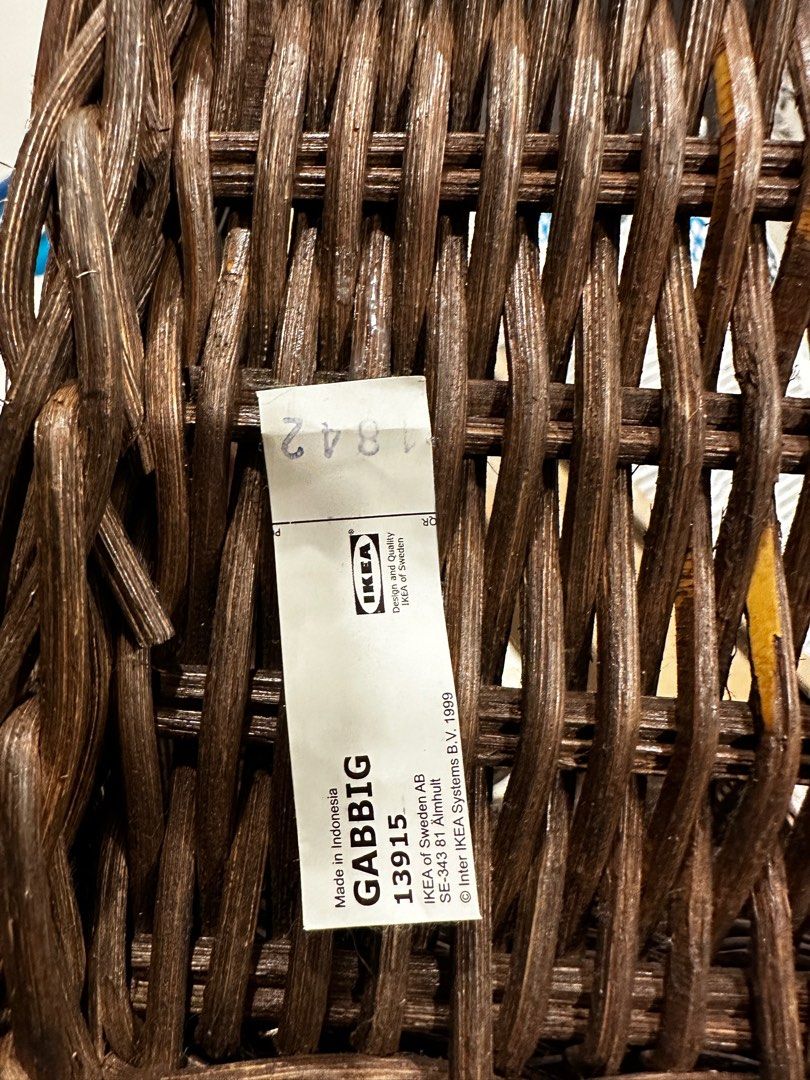 Made in Indonesia
GABBIG
13915
IKEA of Sweden AB
SE-343 81 Älmhult
© Inter IKEA Systems B.V. 1999
IKEA®
Design and Quality
IKEA of Sweden
1842